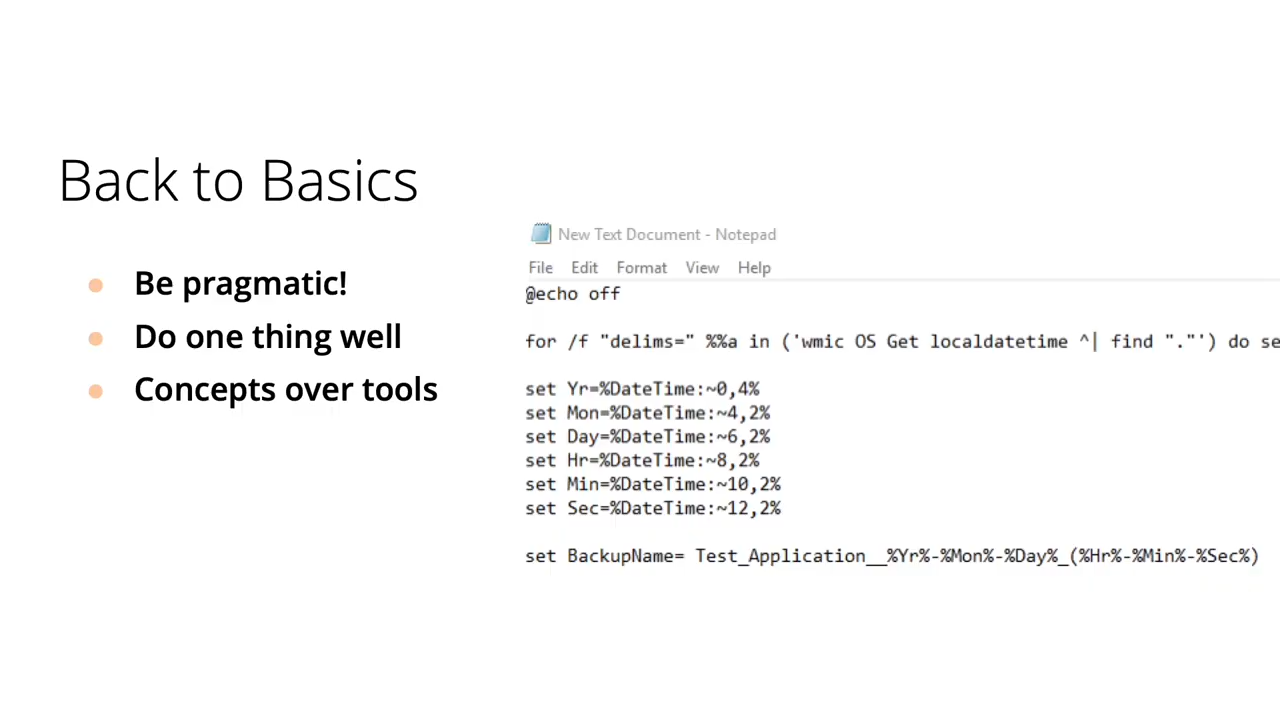 Back to Basics
Be pragmatic!
Do one thing well
Concepts over tools
New Text Document - Notepad
File Edit Format View Help
@echo off
for /f "delims=" %%a in ('wmic OS Get localdatetime ^| find "."') do se
set Yr=%DateTime:~0,4%
set Mon=%DateTime:~4,2%
set Day=%DateTime:~6,2%
set Hr=%DateTime:~8,2%
set Min=%DateTime:~10,2%
set Sec=%DateTime:~12,2%
set BackupName= Test_Application__%Yr%-%Mon%-%Day%_(%Hr%-%Min%-%Sec%)